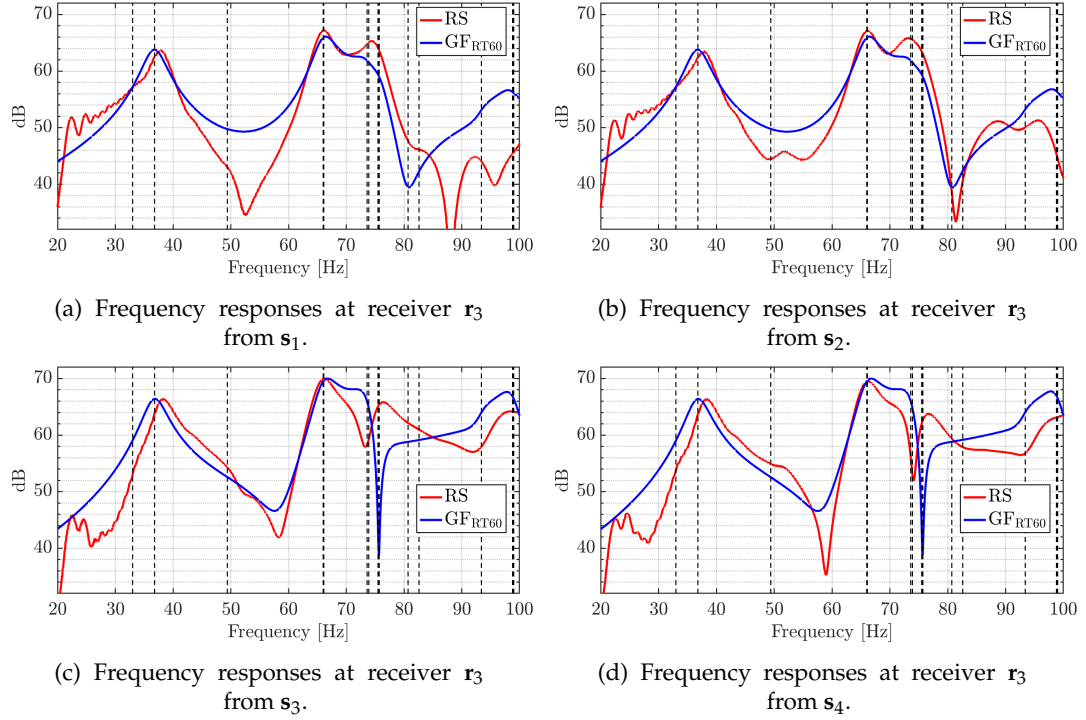 70
60
50
40
dB
RS
GF_RT60
20 30 40 50 60 70 80 90 100
Frequency [Hz]
(a) Frequency responses at receiver r₃
from s₁.
70
60
50
40
dB
RS
GF_RT60
20 30 40 50 60 70 80 90 100
Frequency [Hz]
(b) Frequency responses at receiver r₃
from s₂.
70
60
50
40
dB
RS
GF_RT60
20 30 40 50 60 70 80 90 100
Frequency [Hz]
(c) Frequency responses at receiver r₃
from s₃.
70
60
50
40
dB
RS
GF_RT60
20 30 40 50 60 70 80 90 100
Frequency [Hz]
(d) Frequency responses at receiver r₃
from s₄.